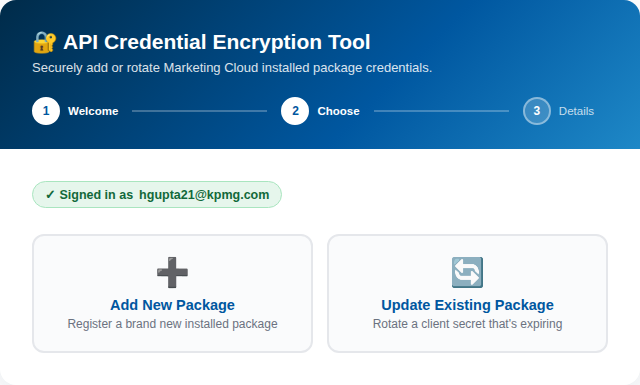 🔐 API Credential Encryption Tool
Securely add or rotate Marketing Cloud installed package credentials.
1 Welcome 2 Choose 3 Details
✓ Signed in as hgupta21@kpmg.com
Add New Package
Register a brand new installed package
Update Existing Package
Rotate a client secret that's expiring